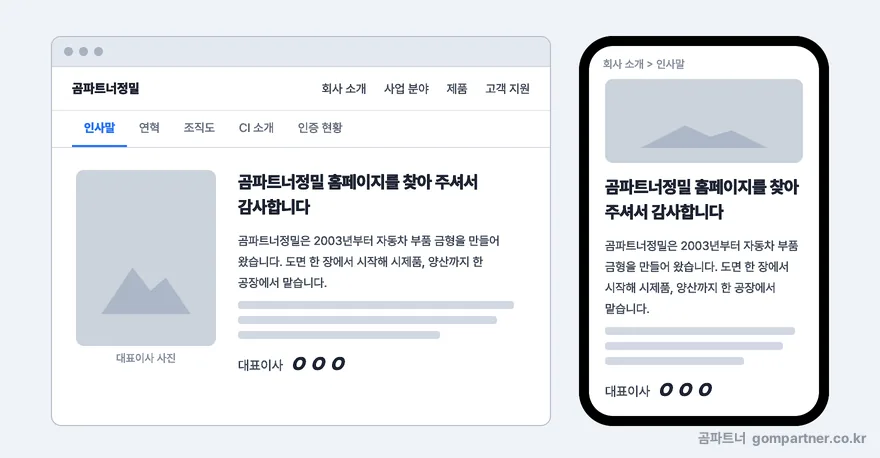 곰파트너정밀
회사 소개 사업 분야 제품 고객 지원
인사말 연혁 조직도 CI 소개 인증 현황
대표이사 사진
곰파트너정밀 홈페이지를 찾아 주셔서
감사합니다
곰파트너정밀은 2003년부터 자동차 부품 금형을 만들어
왔습니다. 도면 한 장에서 시작해 시제품, 양산까지 한
공장에서 맡습니다.
대표이사 O O O
회사 소개 > 인사말
곰파트너정밀 홈페이지를 찾아
주셔서 감사합니다
곰파트너정밀은 2003년부터 자동차 부품
금형을 만들어 왔습니다. 도면 한 장에서
시작해 시제품, 양산까지 한 공장에서
맡습니다.
대표이사 O O O
곰파트너 gompartner.co.kr